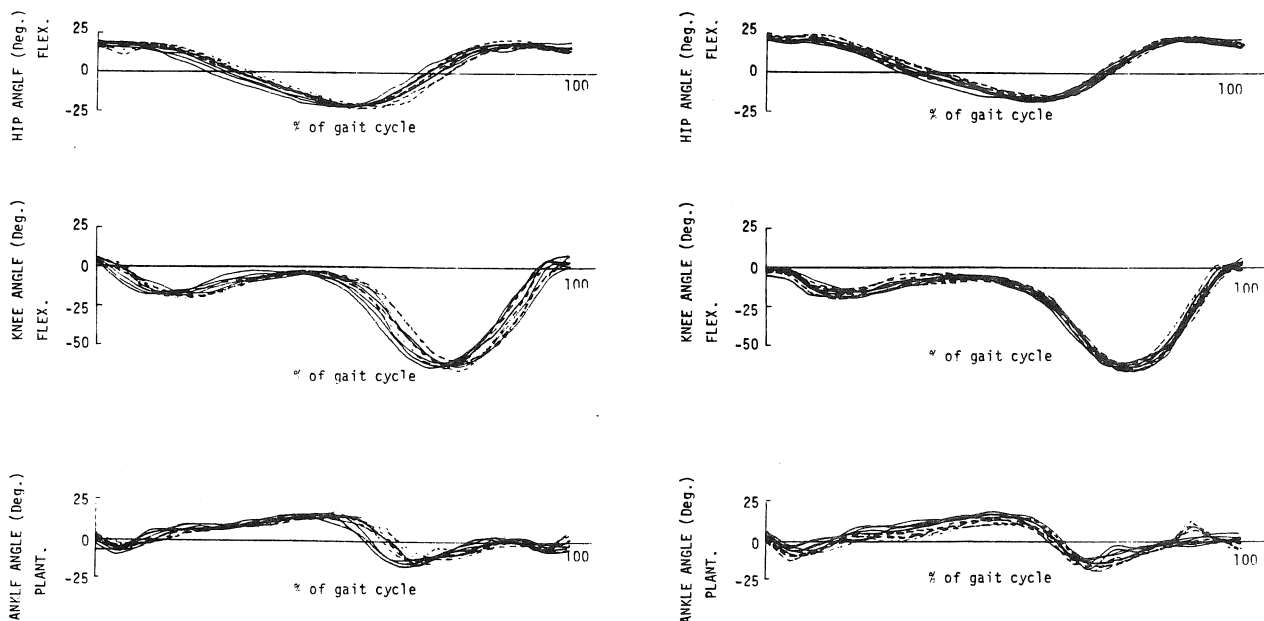 HIP ANGLE (Deg.)
FLEX.
25
0
-25
100
% of gait cycle
HIP ANGLE (Deg.)
FLEX.
25
0
-25
100
% of gait cycle
KNEE ANGLE (Deg.)
FLEX.
25
0
-25
-50
100
% of gait cycle
KNEE ANGLE (Deg.)
FLEX.
25
0
-25
-50
100
% of gait cycle
ANKLE ANGLE (Deg.)
PLANT.
25
0
-25
100
% of gait cycle
ANKLE ANGLE (Deg.)
PLANT.
25
0
-25
100
% of gait cycle